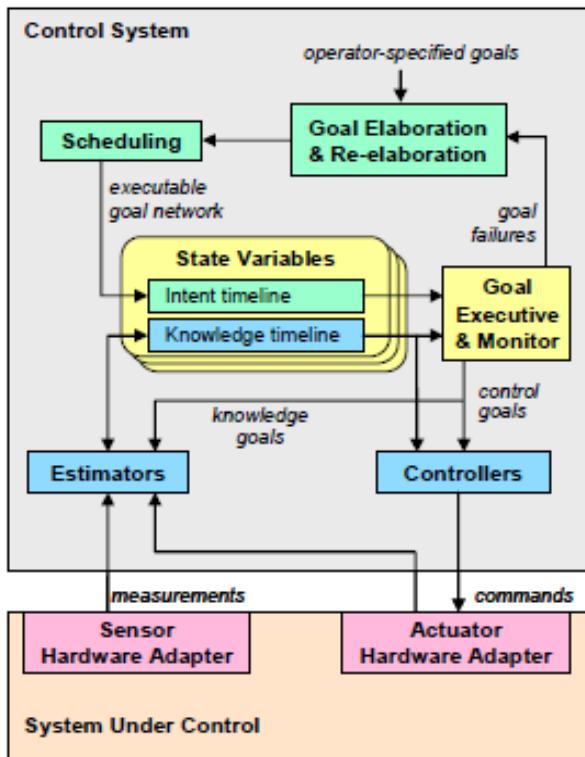 Control System
operator-specified goals
Scheduling
Goal Elaboration
& Re-elaboration
executable
goal network
goal
failures
State Variables
Intent timeline
Knowledge timeline
Goal
Executive
& Monitor
knowledge
goals
control
goals
Estimators
Controllers
measurements
commands
Sensor
Hardware Adapter
Actuator
Hardware Adapter
System Under Control